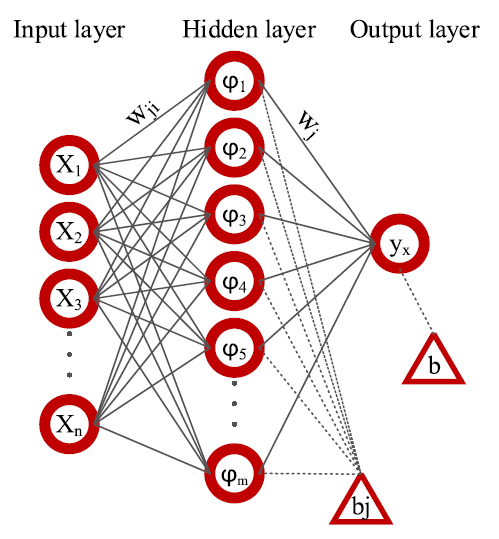 Input layer
Hidden layer
Output layer
Wji
Wj
X1
X2
X3
Xn
φ1
φ2
φ3
φ4
φ5
φm
yx
b
bj